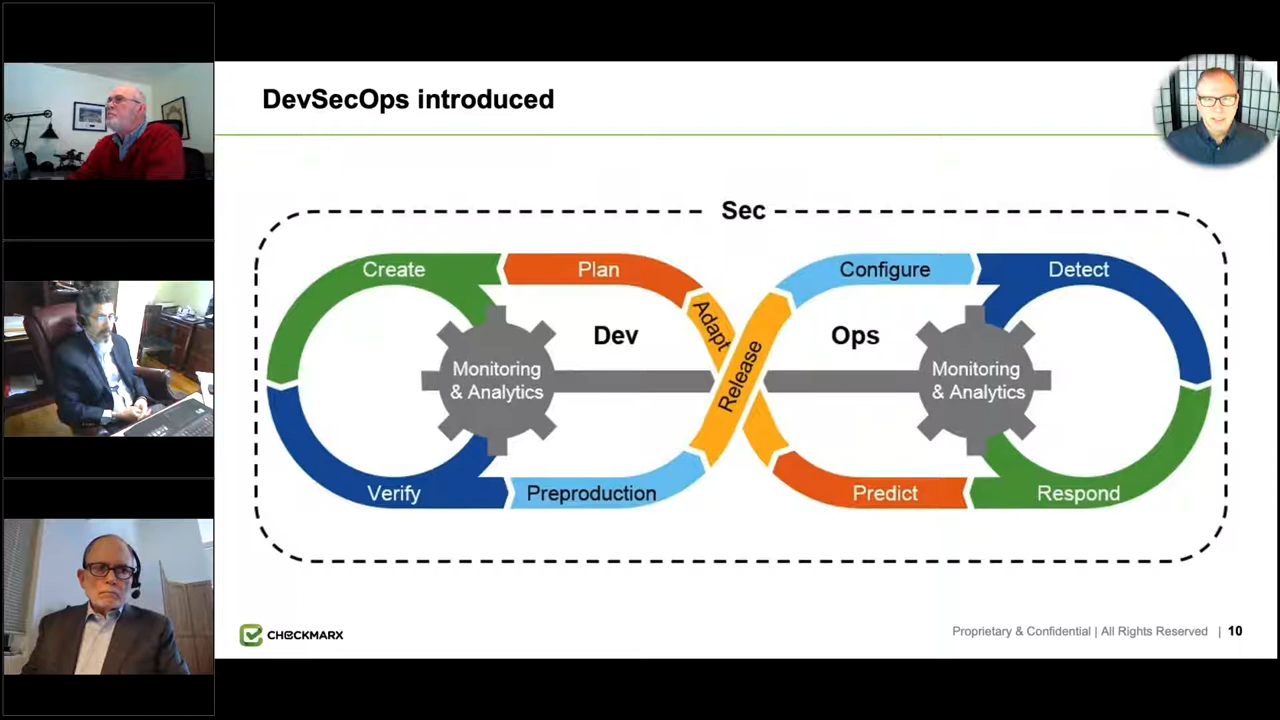 DevSecOps introduced
Sec
Create
Plan
Configure
Detect
Adapt
Dev
Release
Ops
Monitoring
& Analytics
Monitoring
& Analytics
Verify
Preproduction
Predict
Respond
CHECKMARX
Proprietary & Confidential | All Rights Reserved | 10